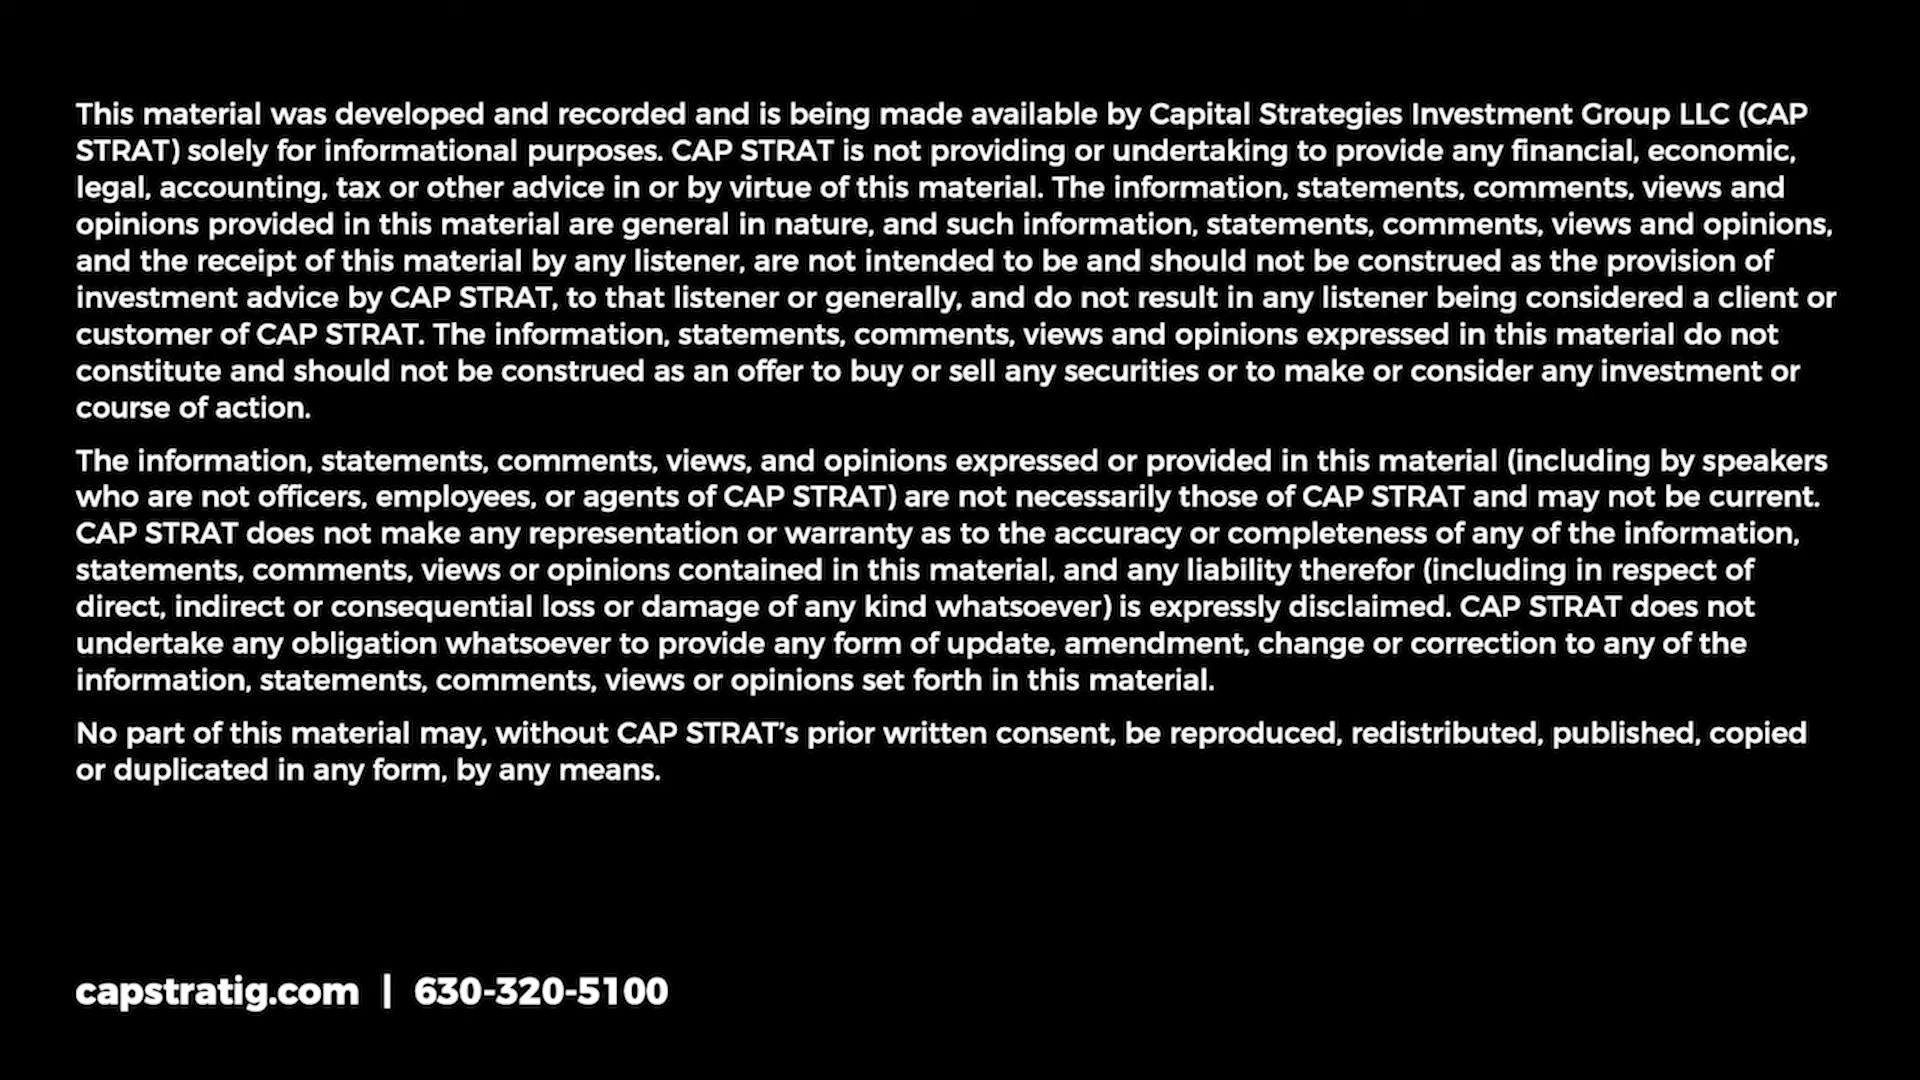 This material was developed and recorded and is being made available by Capital Strategies Investment Group LLC (CAP
STRAT) solely for informational purposes. CAP STRAT is not providing or undertaking to provide any financial, economic,
legal, accounting, tax or other advice in or by virtue of this material. The information, statements, comments, views and
opinions provided in this material are general in nature, and such information, statements, comments, views and opinions,
and the receipt of this material by any listener, are not intended to be and should not be construed as the provision of
investment advice by CAP STRAT, to that listener or generally, and do not result in any listener being considered a client or
customer of CAP STRAT. The information, statements, comments, views and opinions expressed in this material do not
constitute and should not be construed as an offer to buy or sell any securities or to make or consider any investment or
course of action.
The information, statements, comments, views, and opinions expressed or provided in this material (including by speakers
who are not officers, employees, or agents of CAP STRAT) are not necessarily those of CAP STRAT and may not be current.
CAP STRAT does not make any representation or warranty as to the accuracy or completeness of any of the information,
statements, comments, views or opinions contained in this material, and any liability therefor (including in respect of
direct, indirect or consequential loss or damage of any kind whatsoever) is expressly disclaimed. CAP STRAT does not
undertake any obligation whatsoever to provide any form of update, amendment, change or correction to any of the
information, statements, comments, views or opinions set forth in this material.
No part of this material may, without CAP STRAT’s prior written consent, be reproduced, redistributed, published, copied
or duplicated in any form, by any means.
capstratig.com | 630-320-5100